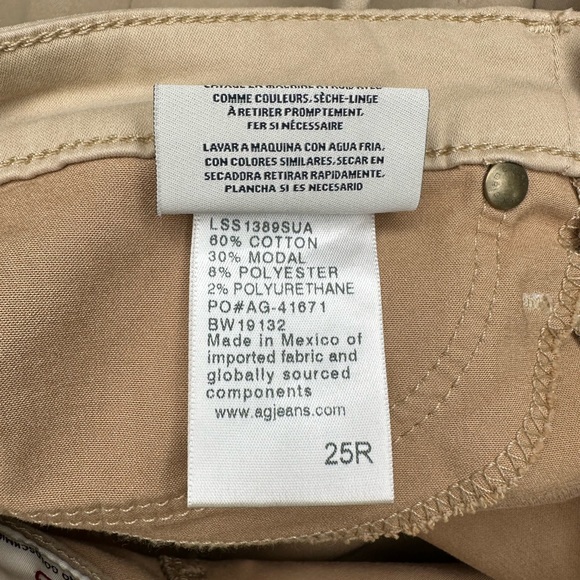 COMME COULEURS. SÈCHE-LINGE
À RETIRER PROMPTEMENT.
FER SI NÉCESSAIRE
LAVAR A MAQUINA CON AGUA FRIA,
CON COLORES SIMILARES. SECAR EN
SECADORA RETIRAR RAPIDAMENTE.
PLANCHA SI ES NECESARIO
LSS1389SUA
60% COTTON
30% MODAL
8% POLYESTER
2% POLYURETHANE
PO#AG-41671
BW19132
Made in Mexico of
imported fabric and
globally sourced
components
www.agjeans.com
25R